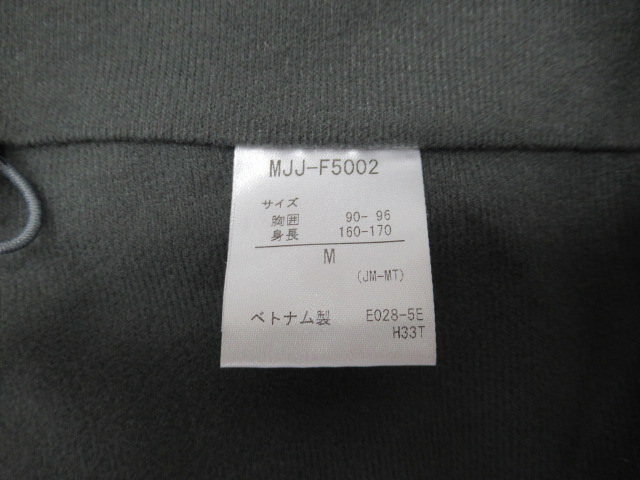 MJJ-F5002
サイズ
胸囲 90- 96
身長 160-170
M
(JM-MT)
ベトナム製 E028-5E
H33T